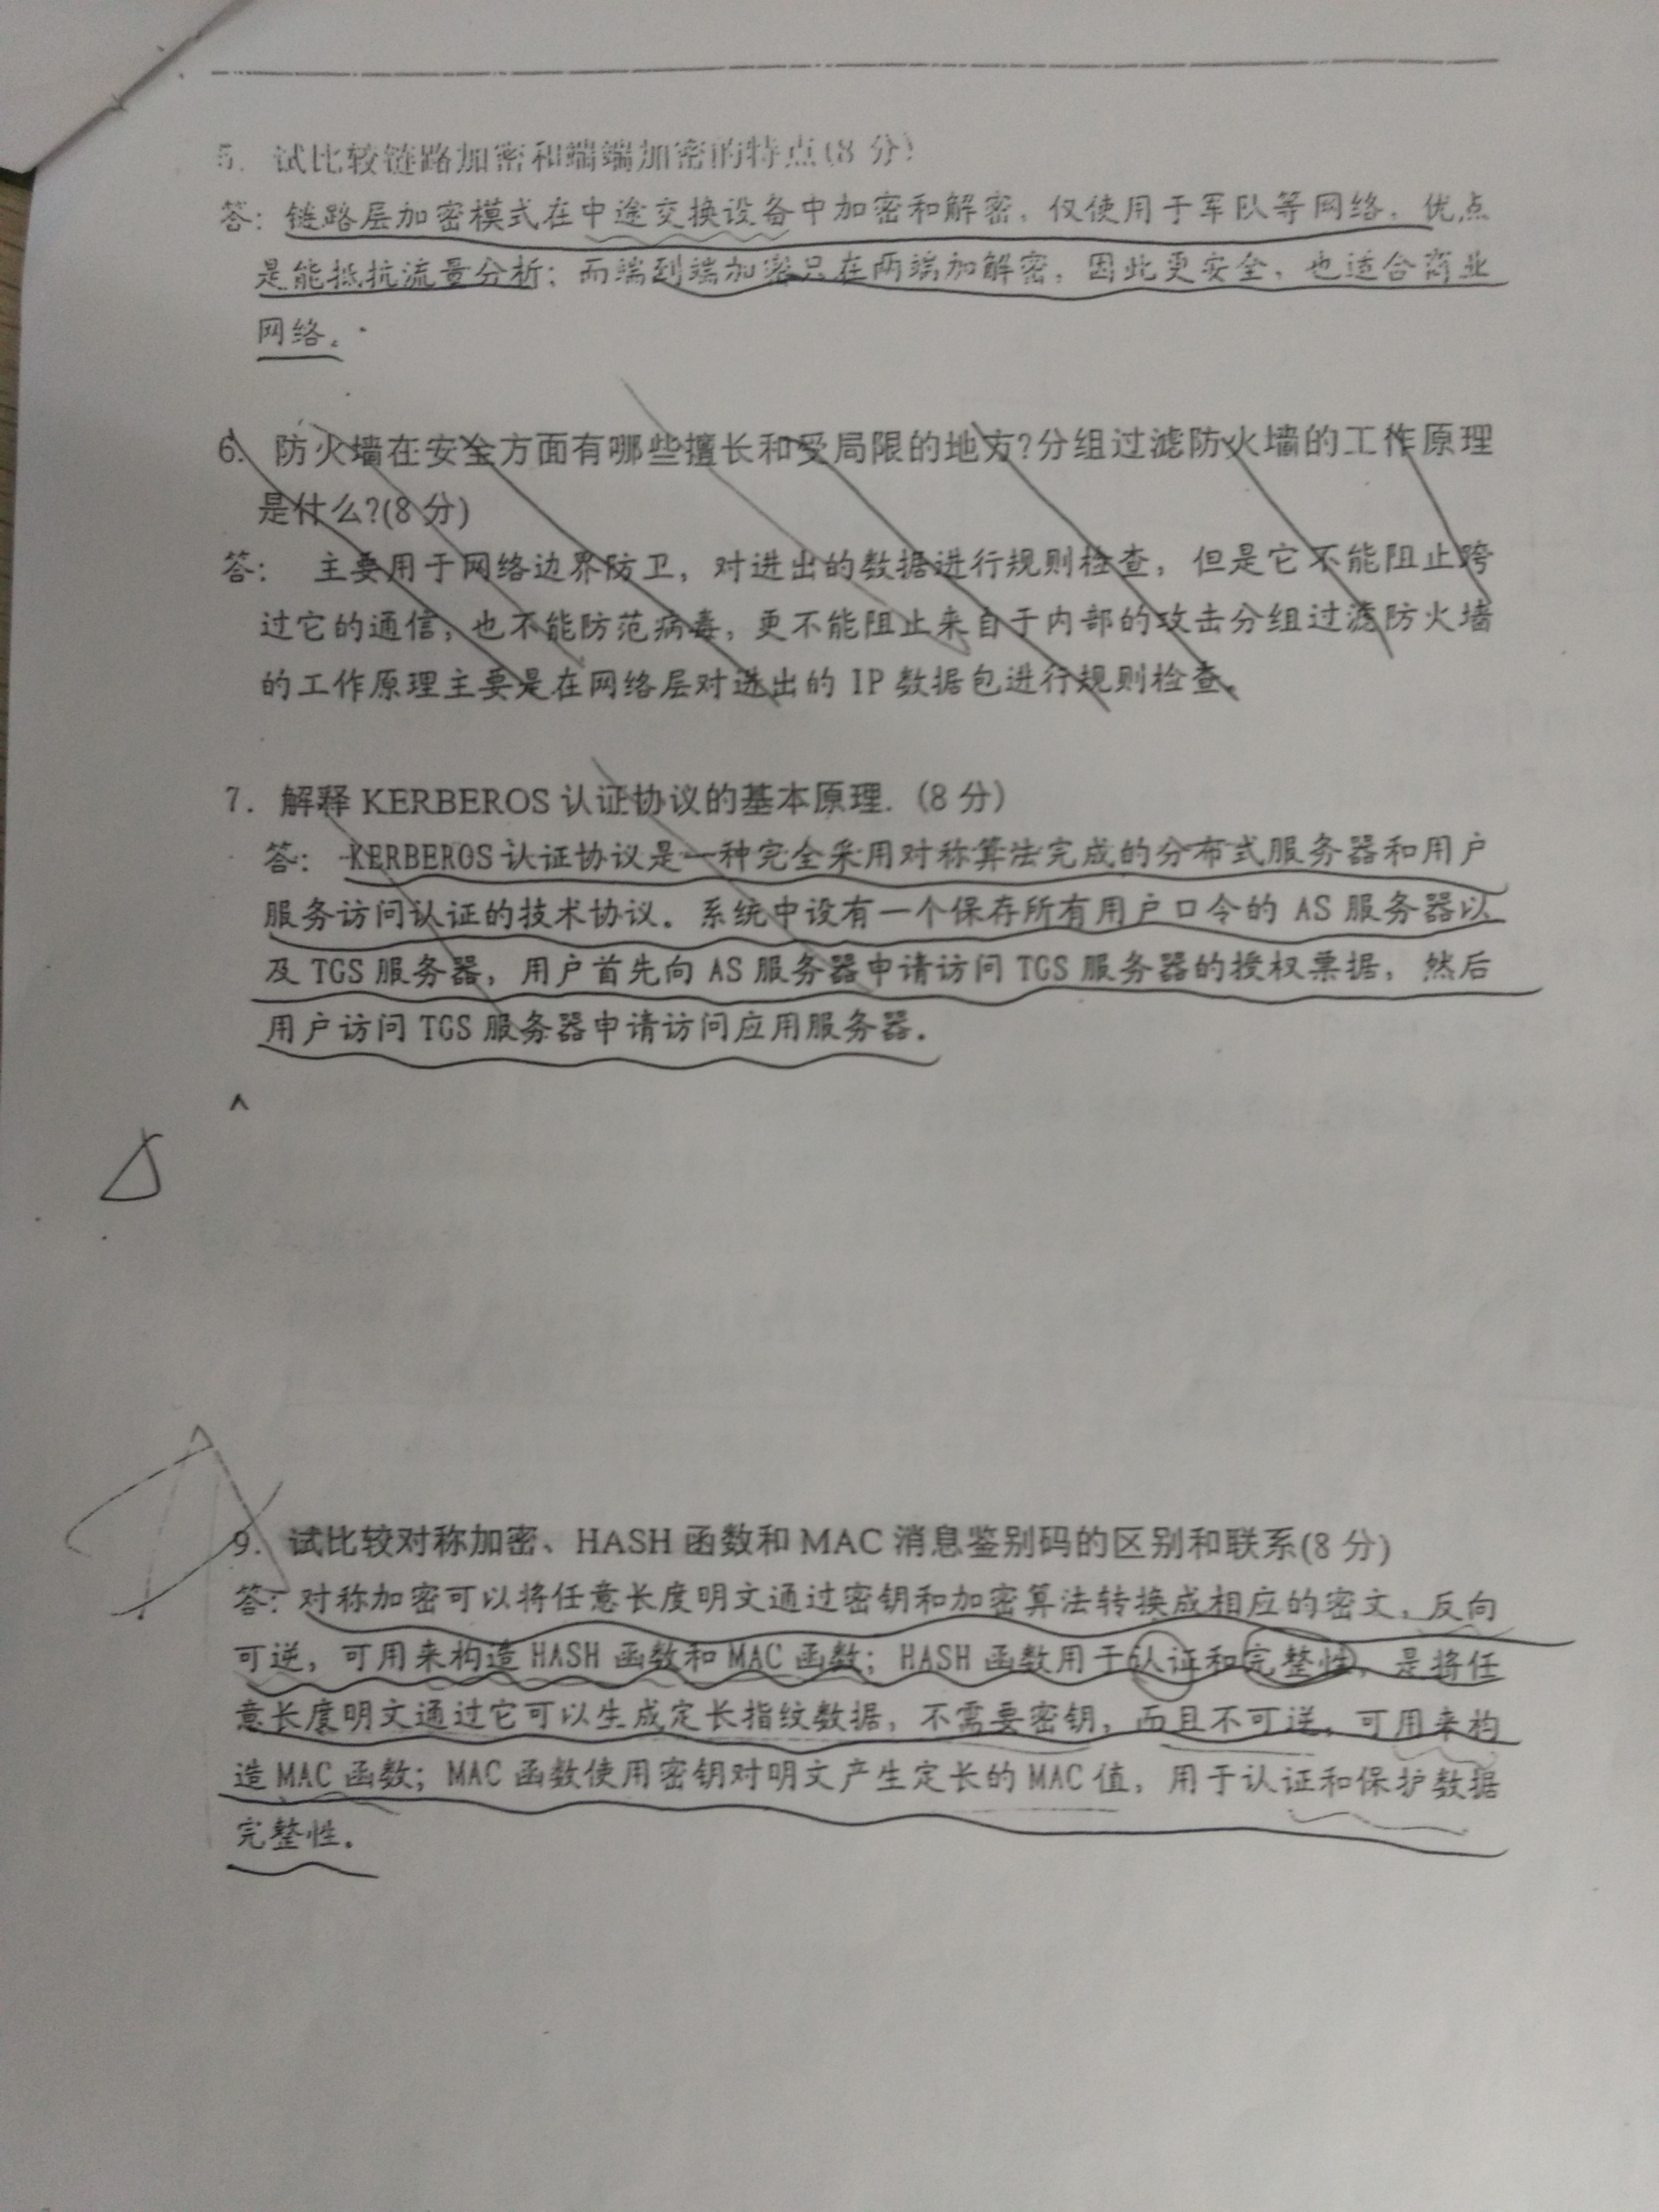 5. 试比较链路加密和端端加密的特点(8 分)
答: 链路层加密模式在中途交换设备中加密和解密，仅使用于军队等网络，优点
是能抵抗流量分析；而端到端加密只在两端加解密，因此更安全，也适合商业
网络。
6. 防火墙在安全方面有哪些擅长和受局限的地方?分组过滤防火墙的工作原理
是什么?(8 分)
答: 主要用于网络边界防卫，对进出的数据进行规则检查，但是它不能阻止跨
过它的通信，也不能防范病毒，更不能阻止来自于内部的攻击分组过滤防火墙
的工作原理主要是在网络层对进出的 IP 数据包进行规则检查。
7. 解释 KERBEROS 认证协议的基本原理. (8 分)
答: KERBEROS 认证协议是一种完全采用对称算法完成的分布式服务器和用户
服务访问认证的技术协议。系统中设有一个保存所有用户口令的 AS 服务器以
及 TGS 服务器，用户首先向 AS 服务器申请访问 TGS 服务器的授权票据，然后
用户访问 TGS 服务器申请访问应用服务器。
9. 试比较对称加密、HASH 函数和 MAC 消息鉴别码的区别和联系(8 分)
答: 对称加密可以将任意长度明文通过密钥和加密算法转换成相应的密文，反向
可逆，可用来构造 HASH 函数和 MAC 函数；HASH 函数用于认证和完整性，是将任
意长度明文通过它可以生成定长指纹数据，不需要密钥，而且不可逆，可用来构
造 MAC 函数；MAC 函数使用密钥对明文产生定长的 MAC 值，用于认证和保护数据
完整性。